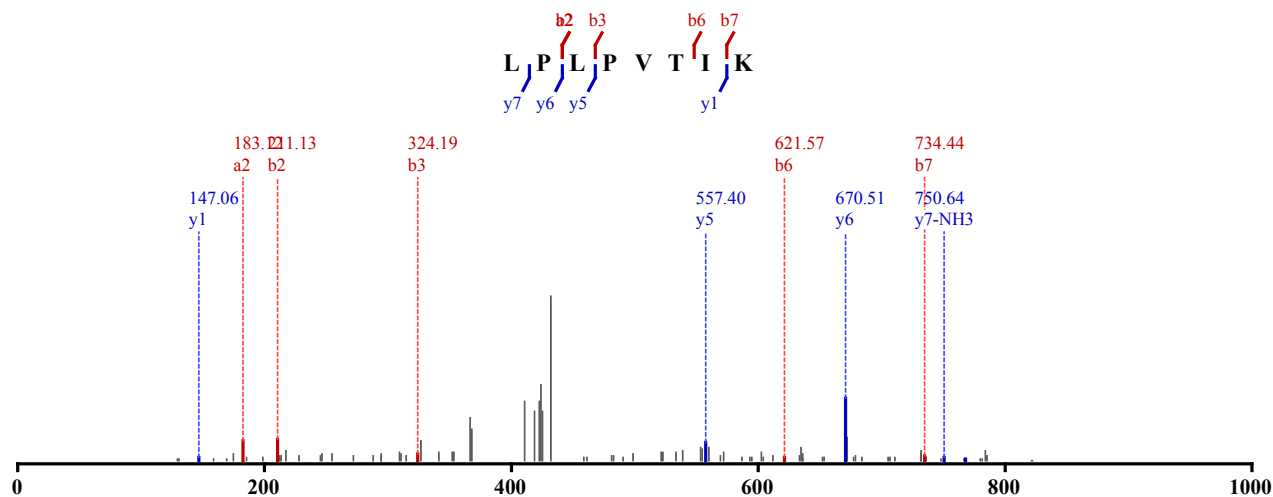 b2 b3 b6 b7
L P L P V T I K
y7 y6 y5 y1
211.13 324.19 621.57 734.44
a2 b2 b3 b6 b7
147.06 557.40 670.51 750.64
y1 y5 y6 y7-NH3
0 200 400 600 800 1000